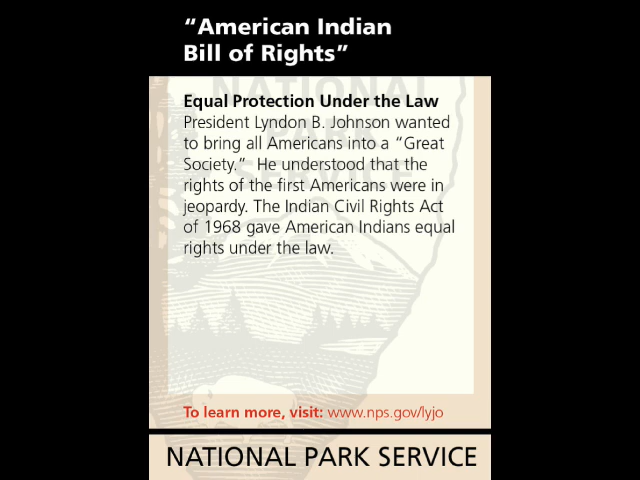 “American Indian
Bill of Rights”
NATIONAL
PARK
SERVICE
Equal Protection Under the Law
President Lyndon B. Johnson wanted
to bring all Americans into a “Great
Society.” He understood that the
rights of the first Americans were in
jeopardy. The Indian Civil Rights Act
of 1968 gave American Indians equal
rights under the law.
To learn more, visit: www.nps.gov/lyjo
NATIONAL PARK SERVICE